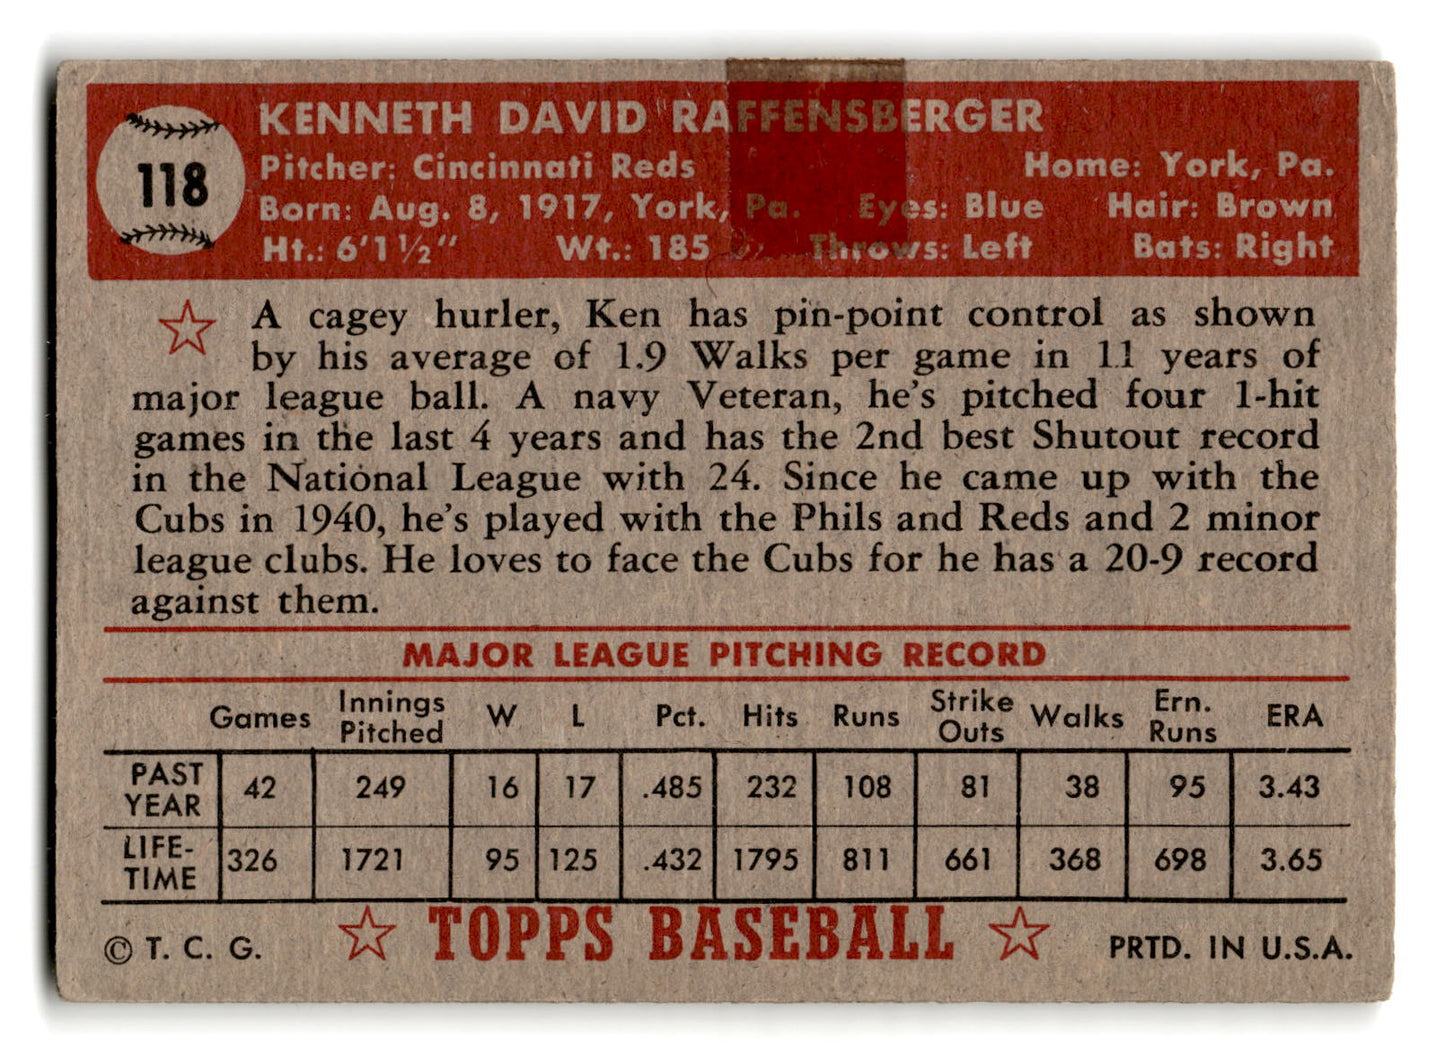 118
KENNETH DAVID RAFFENSBERGER
Pitcher: Cincinnati Reds Home: York, Pa.
Born: Aug. 8, 1917, York, Pa. Eyes: Blue Hair: Brown
Ht.: 6'1½" Wt.: 185 Throws: Left Bats: Right
A cagey hurler, Ken has pin-point control as shown
by his average of 1.9 Walks per game in 11 years of
major league ball. A navy Veteran, he's pitched four 1-hit
games in the last 4 years and has the 2nd best Shutout record
in the National League with 24. Since he came up with the
Cubs in 1940, he's played with the Phils and Reds and 2 minor
league clubs. He loves to face the Cubs for he has a 20-9 record
against them.
MAJOR LEAGUE PITCHING RECORD
Games Innings Pitched W L Pct. Hits Runs Strike Outs Walks Ern. Runs ERA
PAST YEAR 42 249 16 17 .485 232 108 81 38 95 3.43
LIFE-TIME 326 1721 95 125 .432 1795 811 661 368 698 3.65
© T. C. G. TOPPS BASEBALL PRTD. IN U.S.A.